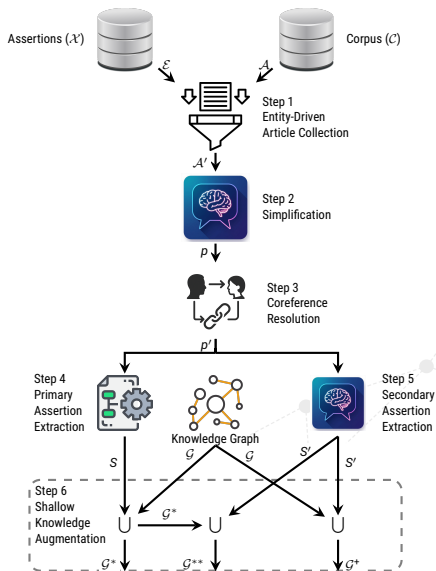 Assertions (𝒳)
Corpus (𝒞)
ℰ
𝒜
Step 1
Entity-Driven
Article Collection
𝒜′
Step 2
Simplification
p
Step 3
Coreference
Resolution
p′
Step 4
Primary
Assertion
Extraction
Knowledge Graph
Step 5
Secondary
Assertion
Extraction
S
𝒢
𝒢
S′
S′
Step 6
Shallow
Knowledge
Augmentation
∪
𝒢*
∪
∪
𝒢*
𝒢**
𝒢⁺